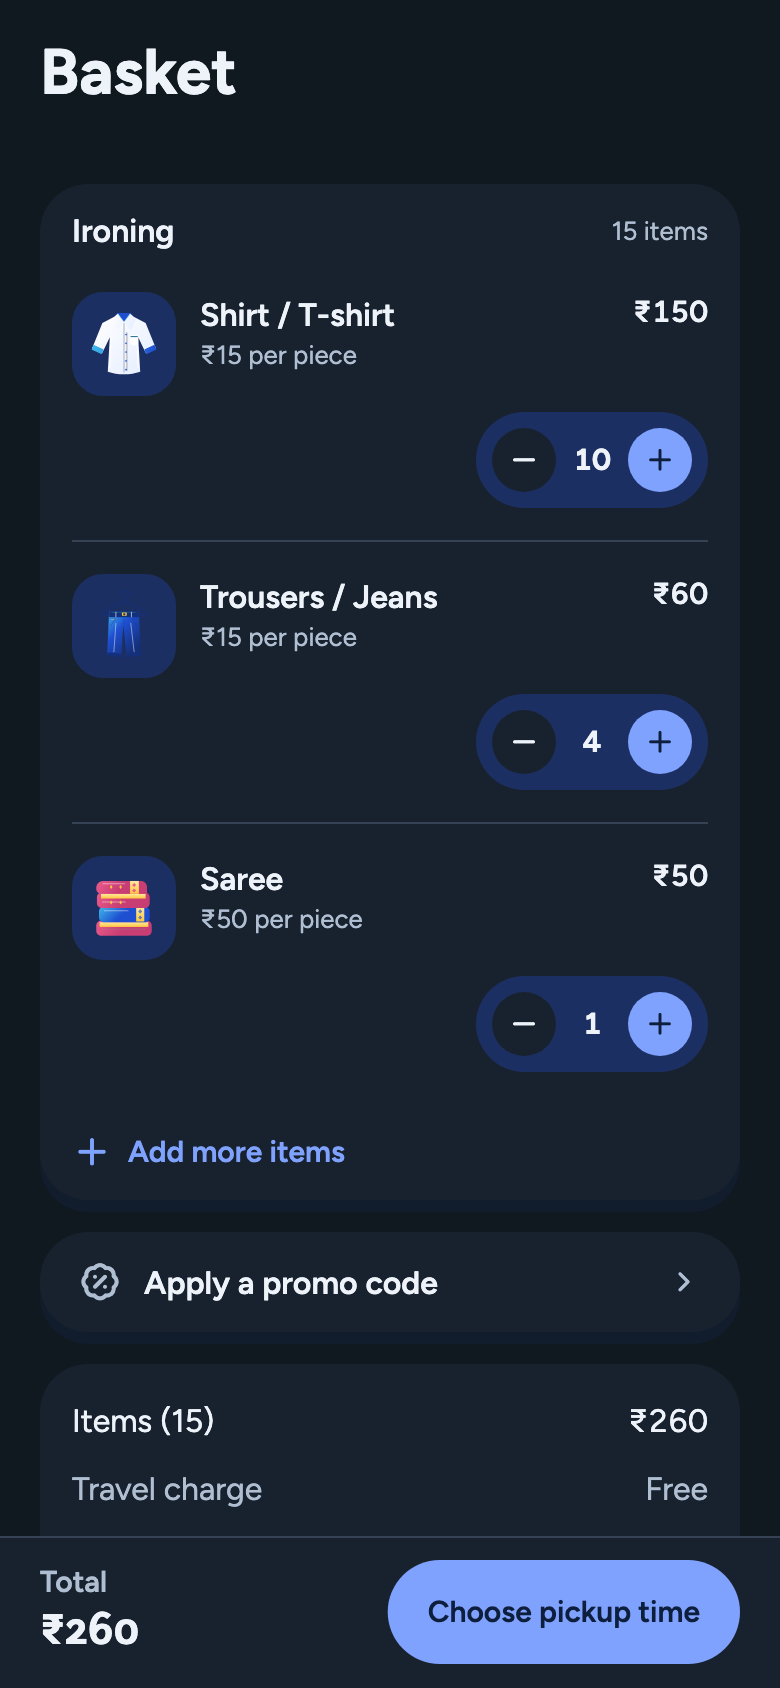 Basket
Ironing 15 items
Shirt / T-shirt ₹150
₹15 per piece
− 10 +
Trousers / Jeans ₹60
₹15 per piece
− 4 +
Saree ₹50
₹50 per piece
− 1 +
+ Add more items
Apply a promo code
Items (15) ₹260
Travel charge Free
Total
₹260
Choose pickup time